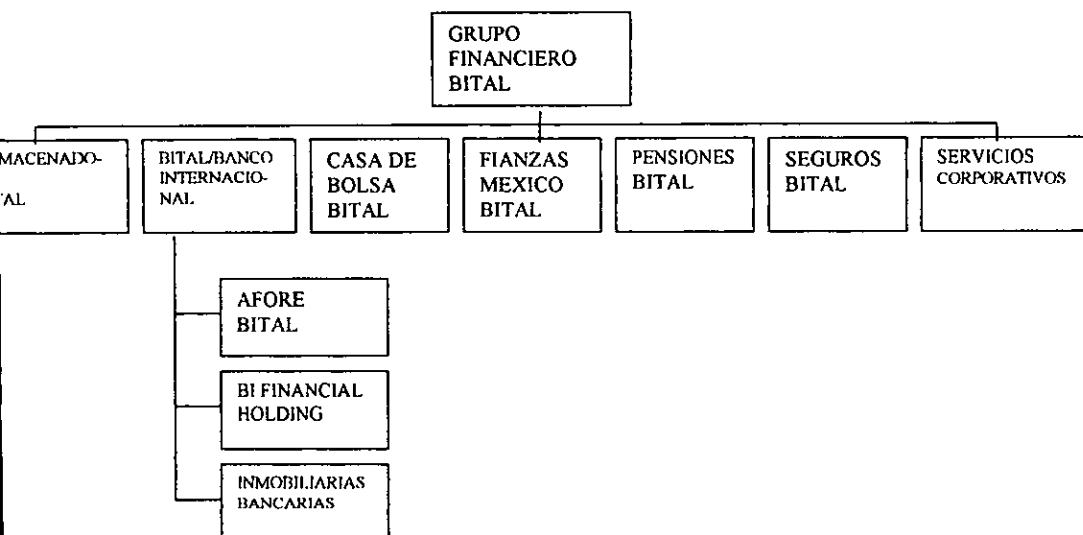 GRUPO
FINANCIERO
BITAL
MACENADO-
TAL
BITAL/BANCO
INTERNACIO-
NAL
CASA DE
BOLSA
BITAL
FIANZAS
MEXICO
BITAL
PENSIONES
BITAL
SEGUROS
BITAL
SERVICIOS
CORPORATIVOS
AFORE
BITAL
BI FINANCIAL
HOLDING
INMOBILIARIAS
BANCARIAS